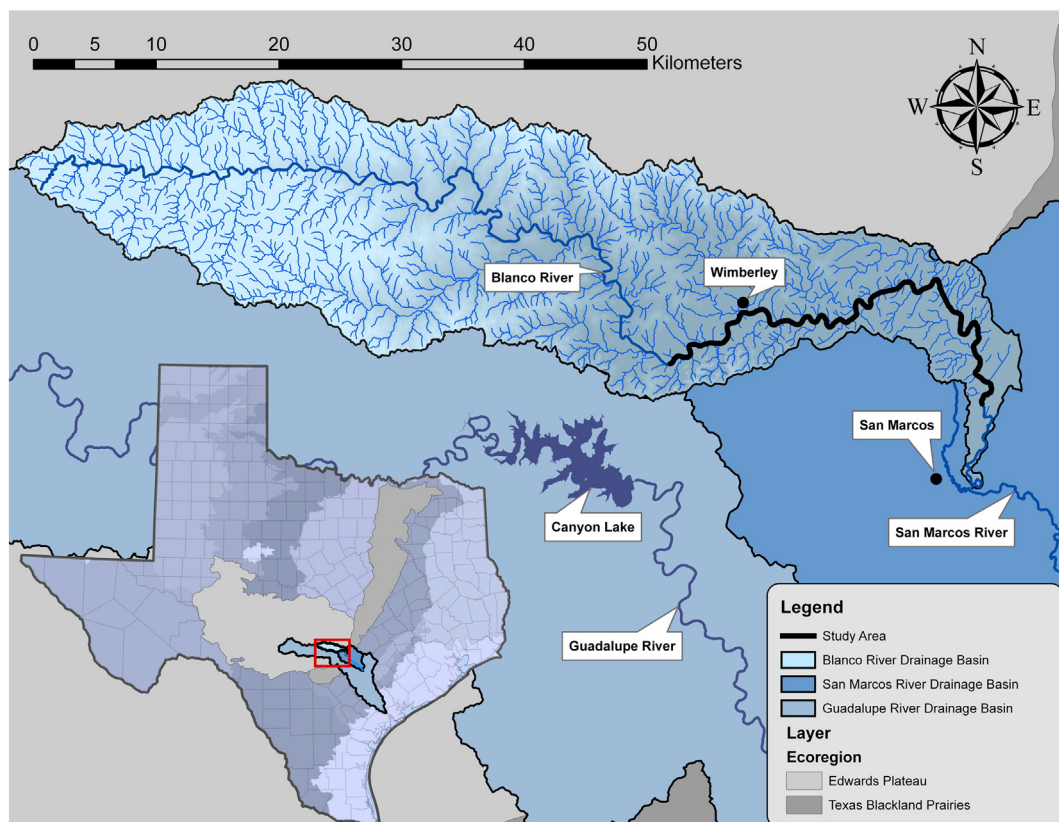 0 5 10 20 30 40 50
Kilometers
N
W E
S
Wimberley
Blanco River
San Marcos
Canyon Lake
San Marcos River
Guadalupe River
Legend
Study Area
Blanco River Drainage Basin
San Marcos River Drainage Basin
Guadalupe River Drainage Basin
Layer
Ecoregion
Edwards Plateau
Texas Blackland Prairies